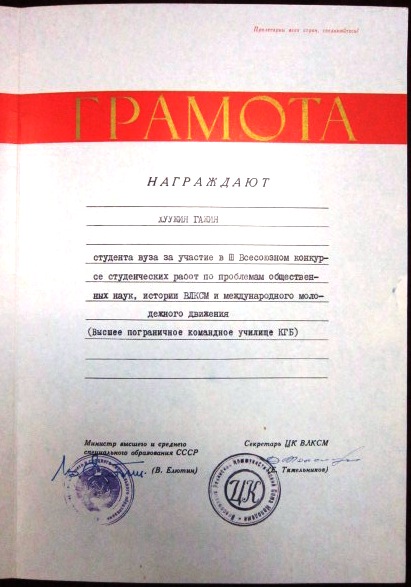 Пролетарии всех стран, соединяйтесь!
ГРАМОТА
НАГРАЖДАЮТ
ХУУХИН ГАЖИН
студента вуза за участие в Ш Всесоюзном конкур-
се студенческих работ по проблемам обществен-
ных наук, истории ВЛКСМ и международного моло-
дежного движения
(Высшее пограничное командное училище КГБ)
Министр высшего и среднего
специального образования СССР
Секретарь ЦК ВЛКСМ
(В. Елютин)
(Е. Тяжельников)
ЦК